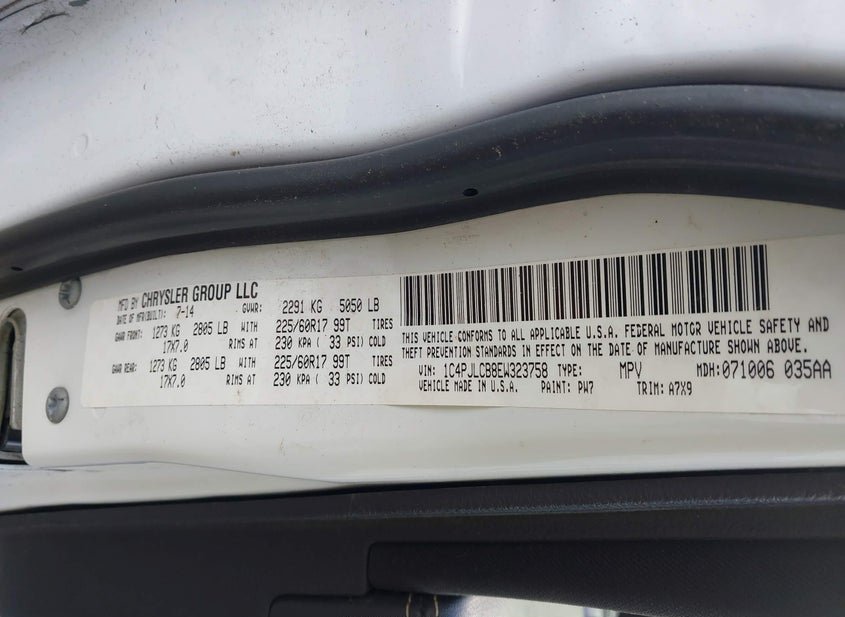 MFD BY CHRYSLER GROUP LLC
DATE OF MFR(BUILT): 7-14 GVWR: 2291 KG 5050 LB
GAWR FRONT: 1273 KG 2805 LB WITH 225/60R17 99T TIRES
17X7.0 RIMS AT 230 KPA ( 33 PSI) COLD
GAWR REAR: 1273 KG 2805 LB WITH 225/60R17 99T TIRES
17X7.0 RIMS AT 230 KPA ( 33 PSI) COLD
THIS VEHICLE CONFORMS TO ALL APPLICABLE U.S.A. FEDERAL MOTOR VEHICLE SAFETY AND
THEFT PREVENTION STANDARDS IN EFFECT ON THE DATE OF MANUFACTURE SHOWN ABOVE.
VIN: 1C4PJLCB8EW323758 TYPE: MPV MDH:071006 035AA
VEHICLE MADE IN U.S.A. PAINT: PW7 TRIM: A7X9